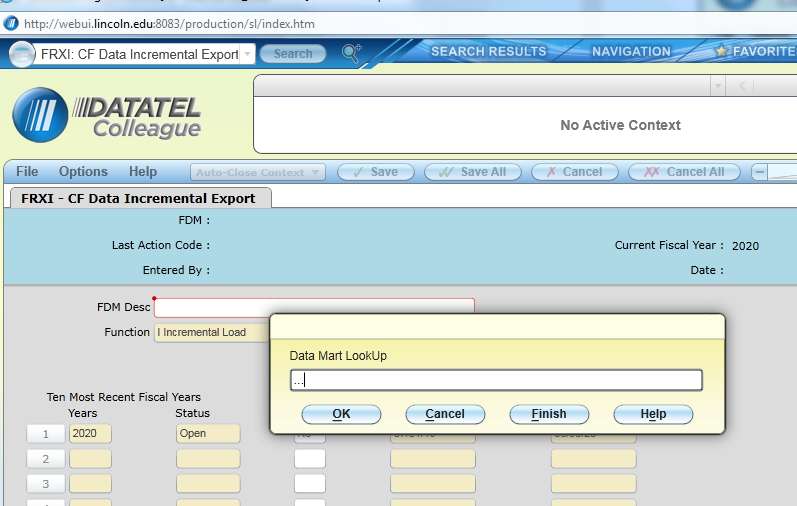 http://webui.lincoln.edu:8083/production/sl/index.htm
FRXI: CF Data Incremental Export Search SEARCH RESULTS NAVIGATION FAVORITE
DATATEL
Colleague
No Active Context
File Options Help Auto-Close Context Save Save All Cancel Cancel All
FRXI - CF Data Incremental Export
FDM :
Last Action Code : Current Fiscal Year : 2020
Entered By : Date :
FDM Desc
Function I Incremental Load
Data Mart LookUp
...
OK Cancel Finish Help
Ten Most Recent Fiscal Years
Years Status
1 2020 Open
2
3